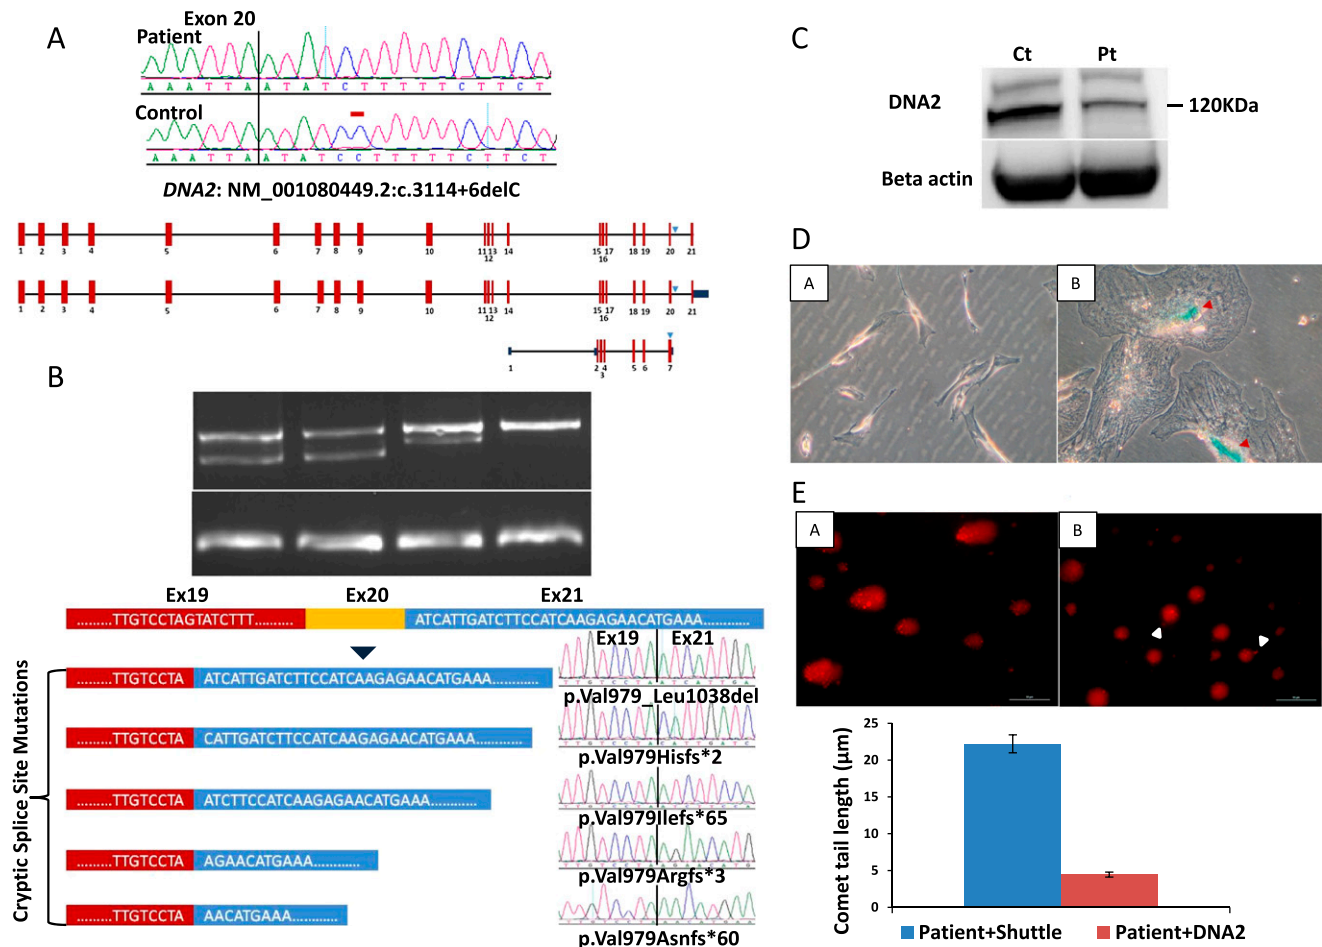 A
Exon 20
Patient
A A A T T A A T A T C T T T T T C T T C T
Control
A A A T T A A T A T C C T T T T C T T C T
DNA2: NM_001080449.2:c.3114+6delC
1 2 3 4 5 6 7 8 9 10 11 12 13 14 15 16 17 18 19 20 21
1 2 3 4 5 6 7 8 9 10 11 12 13 14 15 16 17 18 19 20 21
1 2 3 4 5 6 7
B
Ex19 Ex20 Ex21
.........TTGTCCTAGTATCTTT.......... ATCATTGATCTTCCATCAAGAGAACATGAAA............
Cryptic Splice Site Mutations
.........TTGTCCTA ATCATTGATCTTCCATCAAGAGAACATGAAA............
.........TTGTCCTA CATTGATCTTCCATCAAGAGAACATGAAA............
.........TTGTCCTA ATCTTCCATCAAGAGAACATGAAA............
.........TTGTCCTA AGAACATGAAA............
.........TTGTCCTA AACATGAAA............
Ex19 Ex21
p.Val979_Leu1038del
p.Val979Hisfs*2
p.Val979Ilefs*65
p.Val979Argfs*3
p.Val979Asnfs*60
C
Ct Pt
DNA2
120KDa
Beta actin
D
A
B
E
A
B
25
20
15
10
5
0
Comet tail length (μm)
Patient+Shuttle
Patient+DNA2